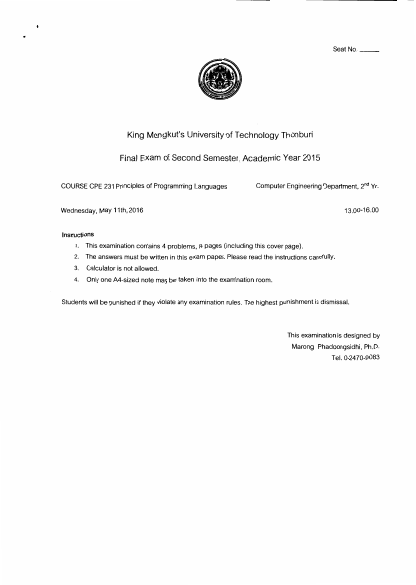 Seat No. ____
King Mongkut's University of Technology Thonburi
Final Exam of Second Semester, Academic Year 2015
COURSE CPE 231 Principles of Programming Languages Computer Engineering Department, 2nd Yr.
Wednesday, May 11th, 2016 13.00-16.00
Instructions
1. This examination contains 4 problems, pages (including this cover page).
2. The answers must be written in this exam paper. Please read the instructions carefully.
3. Calculator is not allowed.
4. Only one A4-sized note may be taken into the examination room.
Students will be punished if they violate any examination rules. The highest punishment is dismissal.
This examination is designed by
Marong Phadoongsidhi, Ph.D.
Tel. 0-2470-9083